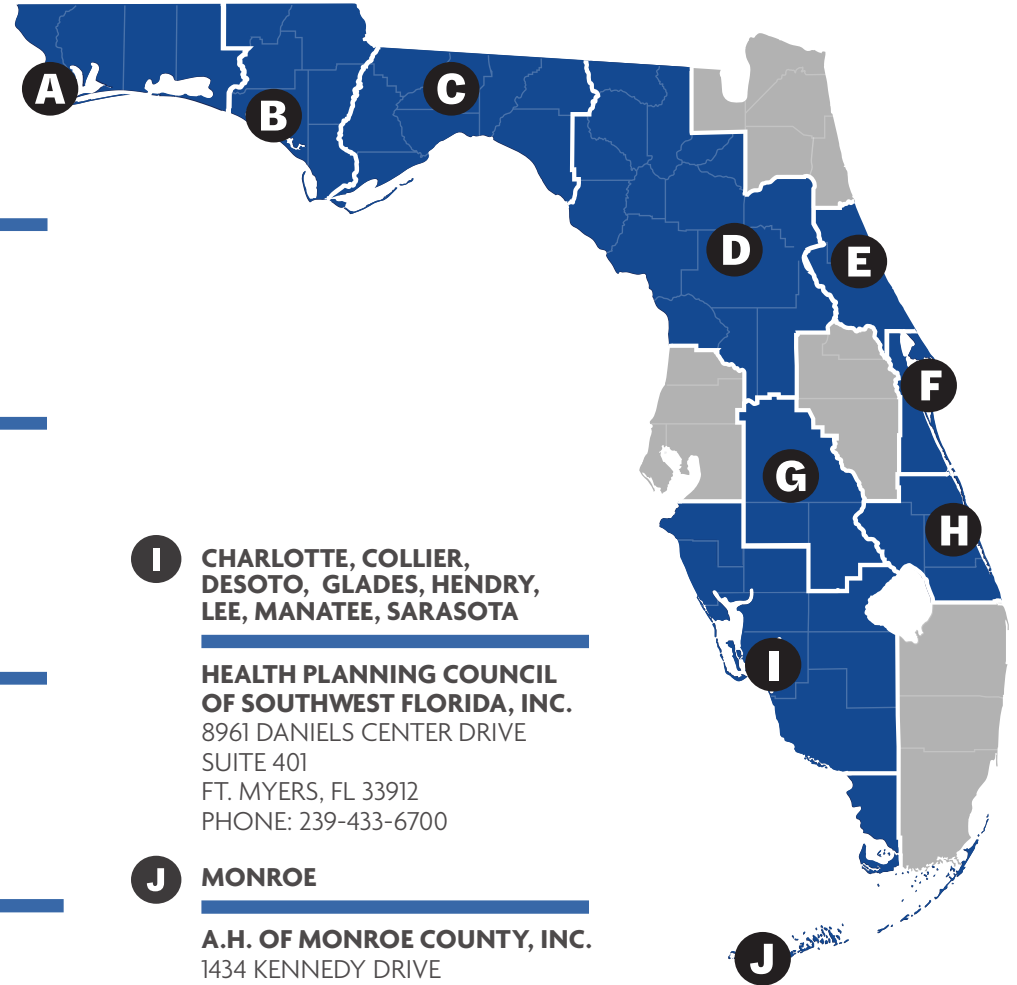 A
B
C
D
E
F
G
H
I
J
I
CHARLOTTE, COLLIER,
DESOTO, GLADES, HENDRY,
LEE, MANATEE, SARASOTA
HEALTH PLANNING COUNCIL
OF SOUTHWEST FLORIDA, INC.
8961 DANIELS CENTER DRIVE
SUITE 401
FT. MYERS, FL 33912
PHONE: 239-433-6700
J
MONROE
A.H. OF MONROE COUNTY, INC.
1434 KENNEDY DRIVE